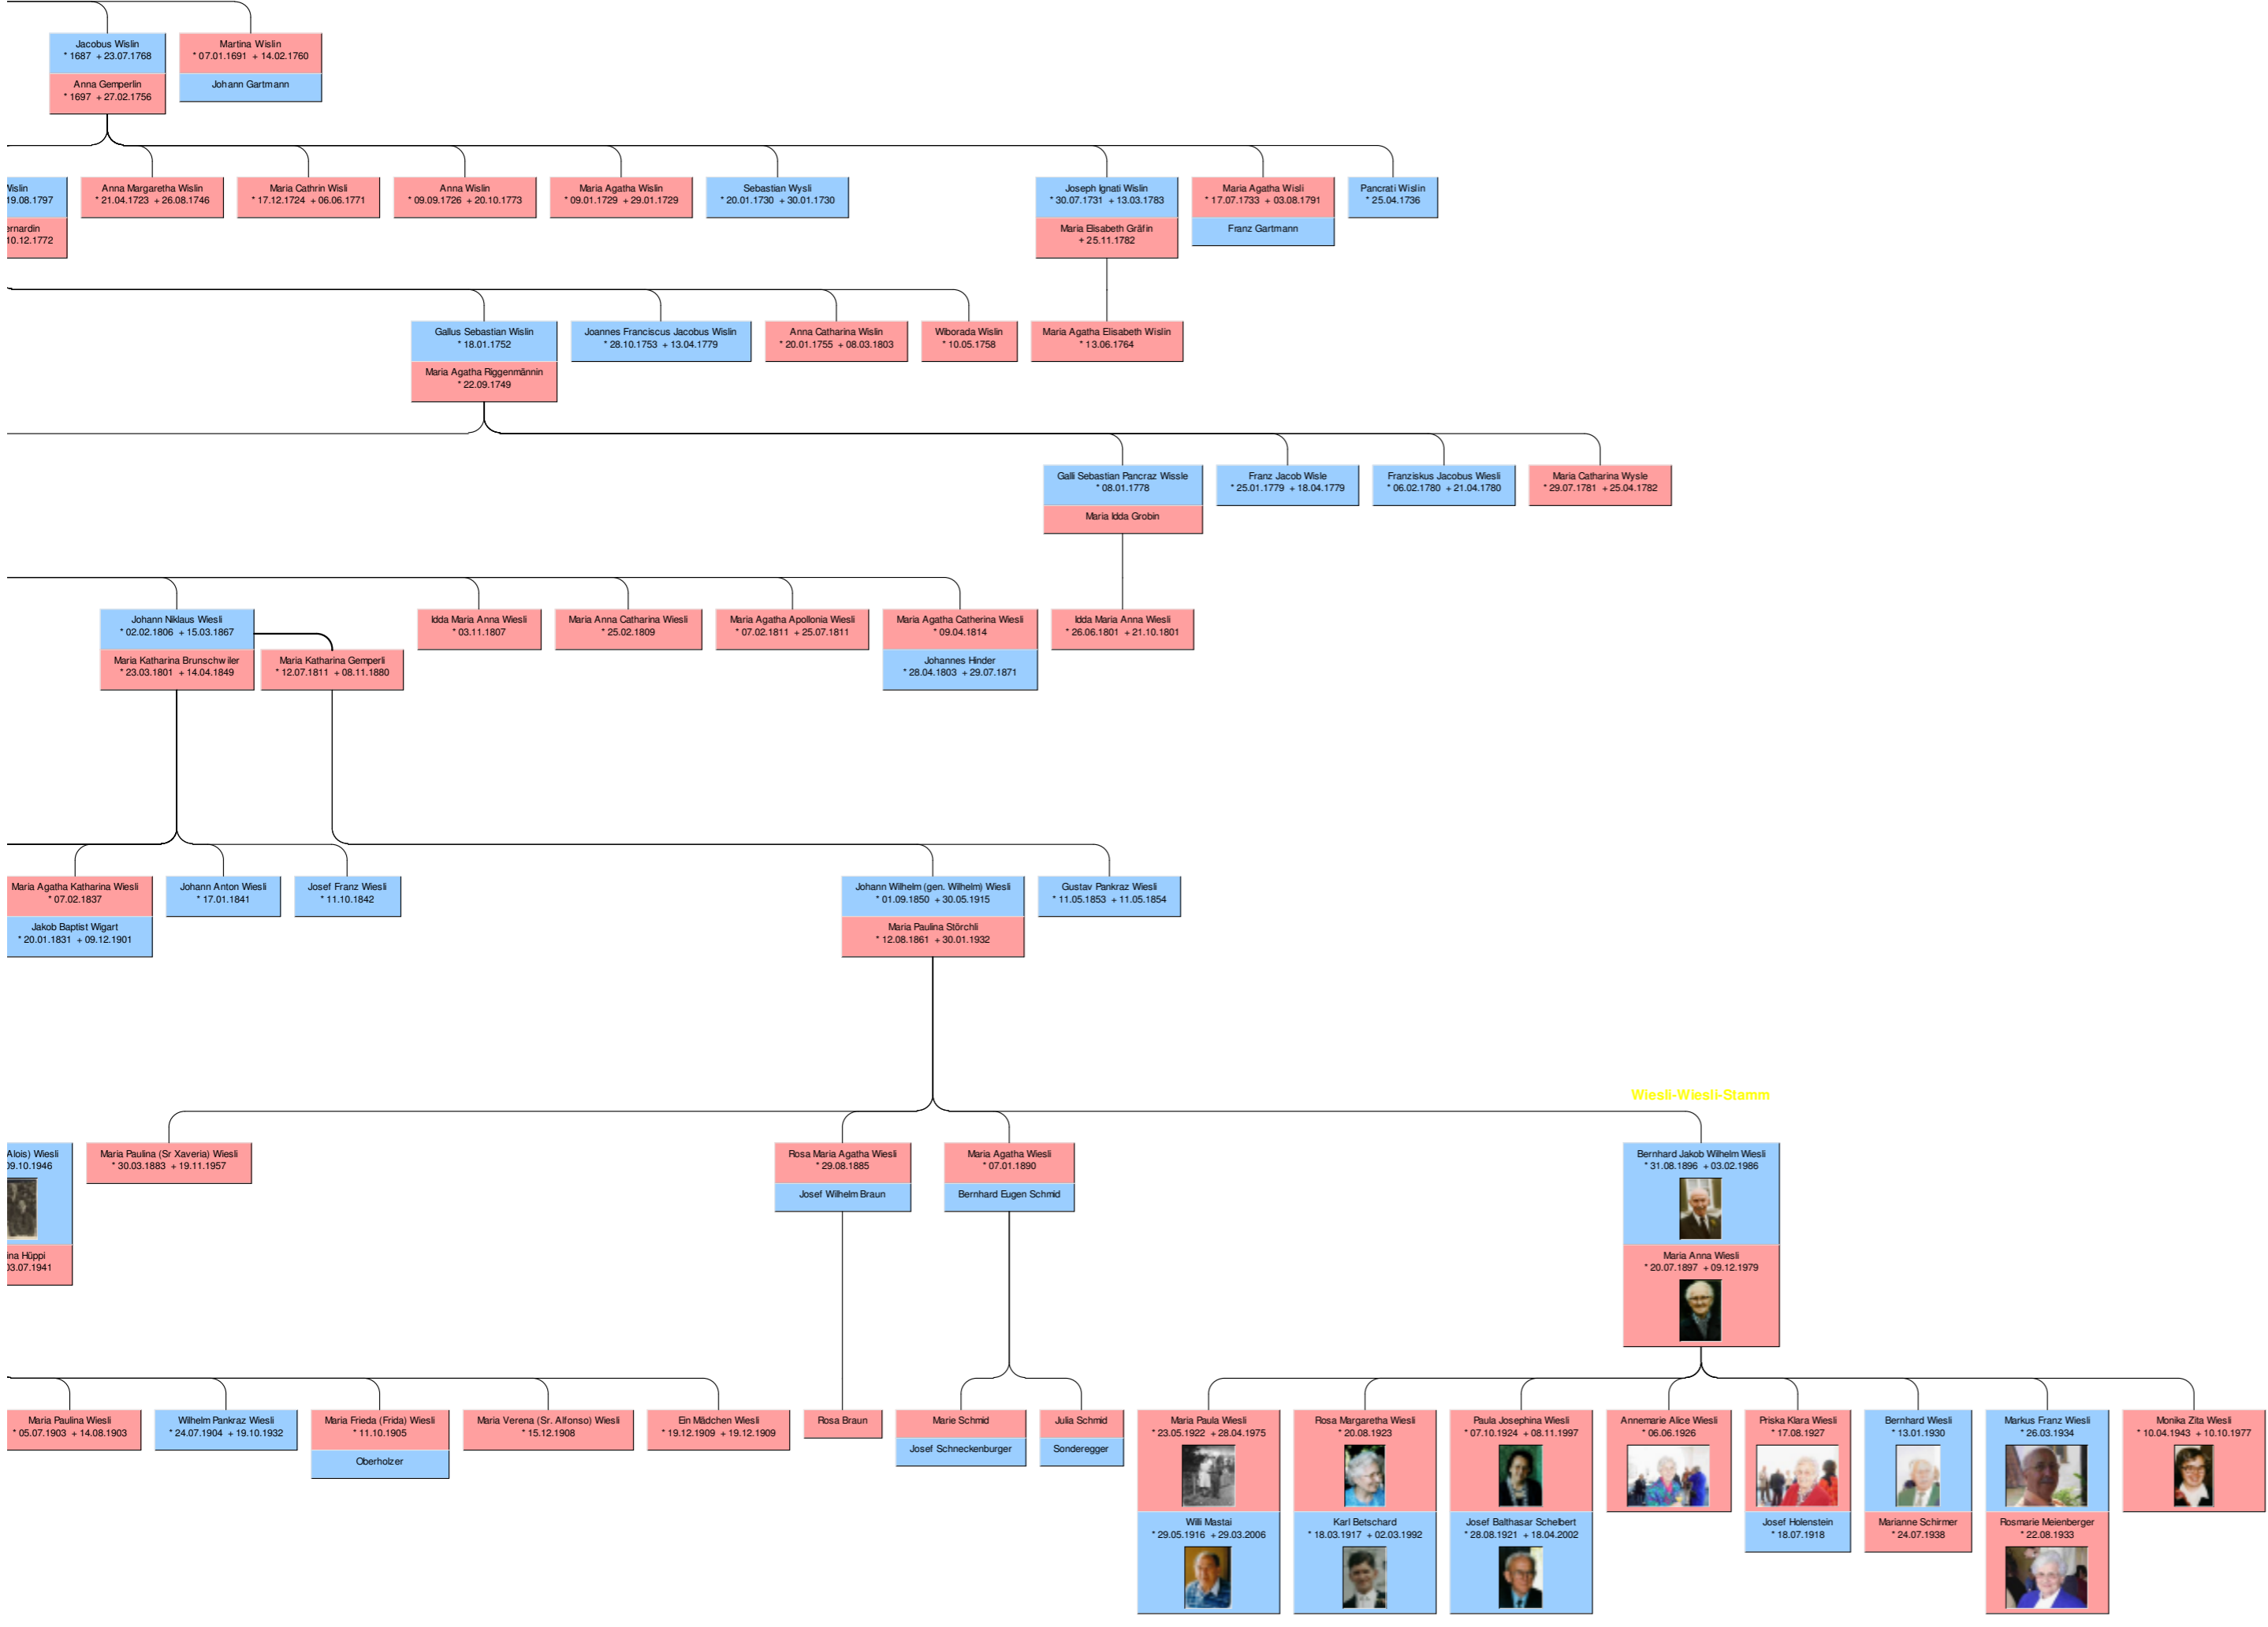 Jacobus Wislin
* 1687 + 23.07.1768
Anna Gemperlin
* 1697 + 27.02.1756
Martina Wislin
* 07.01.1691 + 14.02.1760
Johann Gartmann
Wislin
19.08.1797
ernardin
10.12.1772
Anna Margaretha Wislin
* 21.04.1723 + 26.08.1746
Maria Cathrin Wisli
* 17.12.1724 + 06.06.1771
Anna Wislin
* 09.09.1726 + 20.10.1773
Maria Agatha Wislin
* 09.01.1729 + 29.01.1729
Sebastian Wysli
* 20.01.1730 + 30.01.1730
Joseph Ignati Wislin
* 30.07.1731 + 13.03.1783
Maria Elisabeth Gräfin
+ 25.11.1782
Maria Agatha Wisli
* 17.07.1733 + 03.08.1791
Franz Gartmann
Pancrati Wislin
* 25.04.1736
Gallus Sebastian Wislin
* 18.01.1752
Maria Agatha Riggenmännin
* 22.09.1749
Joannes Franciscus Jacobus Wislin
* 28.10.1753 + 13.04.1779
Anna Catharina Wislin
* 20.01.1755 + 08.03.1803
Wiborada Wislin
* 10.05.1758
Maria Agatha Elisabeth Wislin
* 13.06.1764
Galli Sebastian Pancraz Wissle
* 08.01.1778
Maria Idda Grobin
Franz Jacob Wisle
* 25.01.1779 + 18.04.1779
Franziskus Jacobus Wiesli
* 06.02.1780 + 21.04.1780
Maria Catharina Wysle
* 29.07.1781 + 25.04.1782
Johann Niklaus Wiesli
* 02.02.1806 + 15.03.1867
Maria Katharina Brunschwiler
* 23.03.1801 + 14.04.1849
Maria Katharina Gemperli
* 12.07.1811 + 08.11.1880
Idda Maria Anna Wiesli
* 03.11.1807
Maria Anna Catharina Wiesli
* 25.02.1809
Maria Agatha Apollonia Wiesli
* 07.02.1811 + 25.07.1811
Maria Agatha Catherina Wiesli
* 09.04.1814
Johannes Hinder
* 28.04.1803 + 29.07.1871
Idda Maria Anna Wiesli
* 26.06.1801 + 21.10.1801
Maria Agatha Katharina Wiesli
* 07.02.1837
Jakob Baptist Wigart
* 20.01.1831 + 09.12.1901
Johann Anton Wiesli
* 17.01.1841
Josef Franz Wiesli
* 11.10.1842
Johann Wilhelm (gen. Wilhelm) Wiesli
* 01.09.1850 + 30.05.1915
Maria Paulina Störchli
* 12.08.1861 + 30.01.1932
Gustav Pankraz Wiesli
* 11.05.1853 + 11.05.1854
Wiesli-Wiesli-Stamm
Alois) Wiesli
09.10.1946
ina Hüppi
03.07.1941
Maria Paulina (Sr Xaveria) Wiesli
* 30.03.1883 + 19.11.1957
Rosa Maria Agatha Wiesli
* 29.08.1885
Josef Wilhelm Braun
Maria Agatha Wiesli
* 07.01.1890
Bernhard Eugen Schmid
Bernhard Jakob Wilhelm Wiesli
* 31.08.1896 + 03.02.1986
Maria Anna Wiesli
* 20.07.1897 + 09.12.1979
Maria Paulina Wiesli
* 05.07.1903 + 14.08.1903
Wilhelm Pankraz Wiesli
* 24.07.1904 + 19.10.1932
Maria Frieda (Frida) Wiesli
* 11.10.1905
Oberholzer
Maria Verena (Sr. Alfonso) Wiesli
* 15.12.1908
Ein Mädchen Wiesli
* 19.12.1909 + 19.12.1909
Rosa Braun
Marie Schmid
Josef Schneckenburger
Julia Schmid
Sonderegger
Maria Paula Wiesli
* 23.05.1922 + 28.04.1975
Willi Mastai
* 29.05.1916 + 29.03.2006
Rosa Margaretha Wiesli
* 20.08.1923
Karl Betschard
* 18.03.1917 + 02.03.1992
Paula Josephina Wiesli
* 07.10.1924 + 08.11.1997
Josef Balthasar Schelbert
* 28.08.1921 + 18.04.2002
Annemarie Alice Wiesli
* 06.06.1926
Priska Klara Wiesli
* 17.08.1927
Josef Holenstein
* 18.07.1918
Bernhard Wiesli
* 13.01.1930
Marianne Schirmer
* 24.07.1938
Markus Franz Wiesli
* 26.03.1934
Rosmarie Meienberger
* 22.08.1933
Monika Zita Wiesli
* 10.04.1943 + 10.10.1977